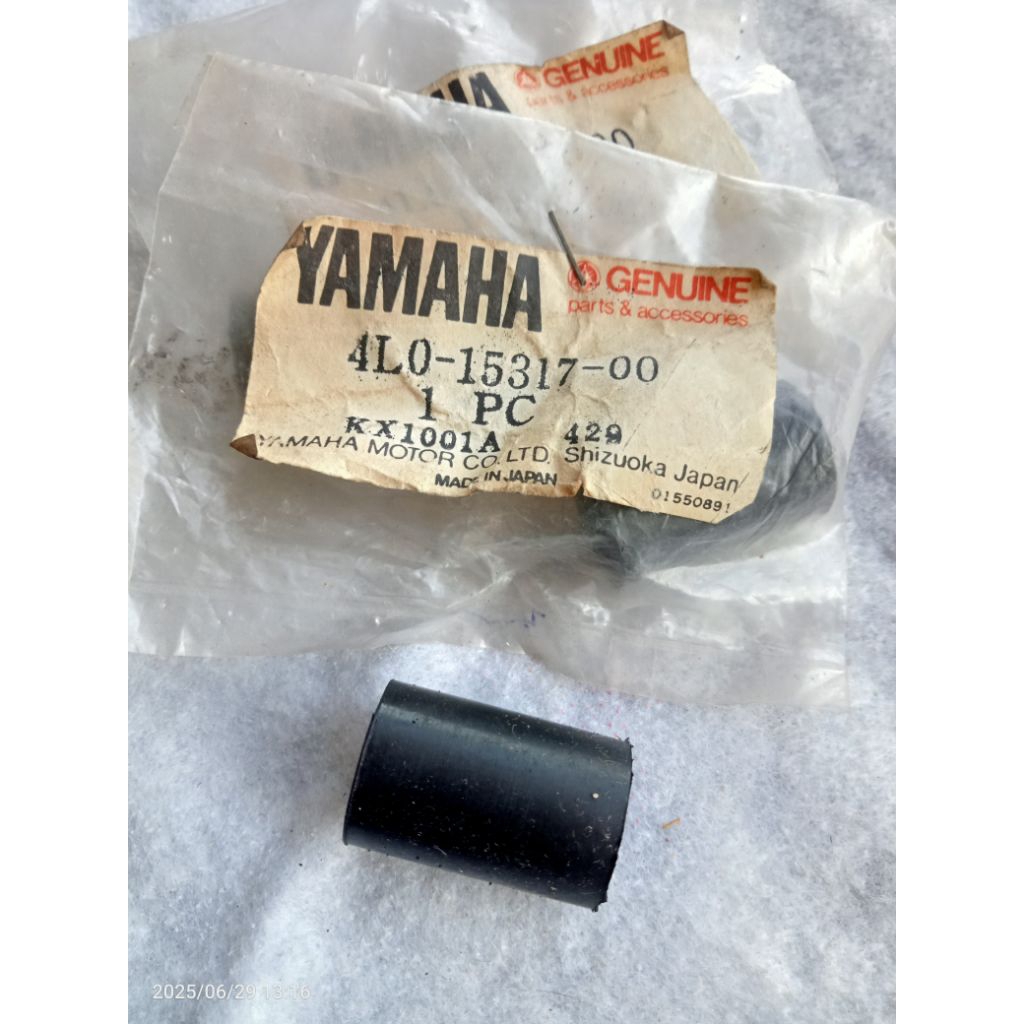 GENUINE
parts & accessories
YAMAHA
GENUINE
parts & accessories
4L0-15317-00
1 PC
KX1001A 429
YAMAHA MOTOR CO. LTD. Shizuoka Japan
MADE IN JAPAN
01550891
2025/06/29 13:16